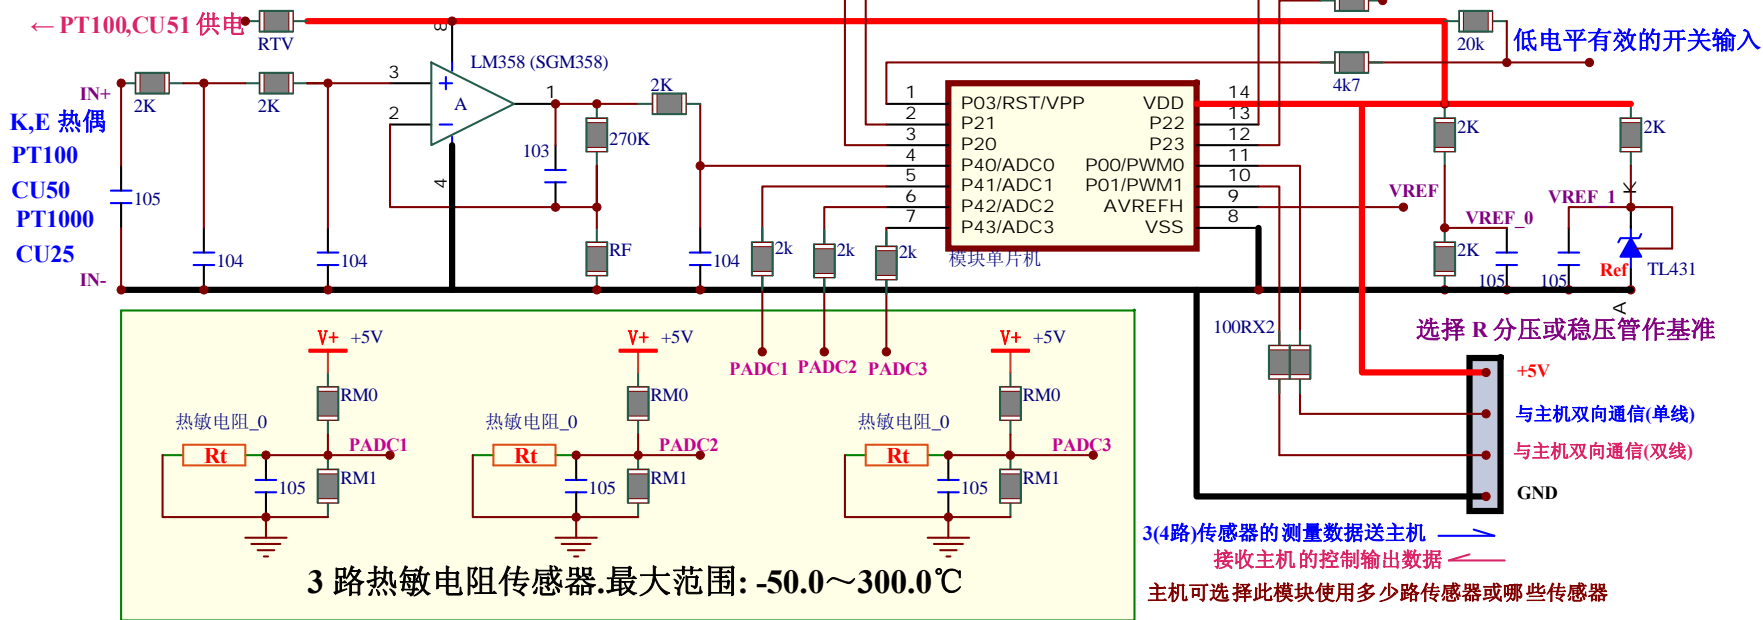 ← PT100,CU51 供电
RTV
8
LM358 (SGM358)
20k
低电平有效的开关输入
4k7
IN+
2K
2K
3
+
A
1
2
−
2K
270K
103
4
RF
K,E 热偶
PT100
CU50
PT1000
CU25
IN-
105
104
104
104
1
2
3
4
5
6
7
P03/RST/VPP
P21
P20
P40/ADC0
P41/ADC1
P42/ADC2
P43/ADC3
VDD
P22
P23
P00/PWM0
P01/PWM1
AVREFH
VSS
14
13
12
11
10
9
8
模块单片机
2k
2k
2k
VREF
2K
2K
VREF_0
VREF_1
2K
105
105
Ref
TL431
A
选择 R 分压或稳压管作基准
100RX2
PADC1
PADC2
PADC3
V+
+5V
RM0
热敏电阻_0
Rt
PADC1
105
RM1
V+
+5V
RM0
热敏电阻_0
Rt
PADC2
105
RM1
V+
+5V
RM0
热敏电阻_0
Rt
PADC3
105
RM1
3 路热敏电阻传感器.最大范围: -50.0～300.0℃
+5V
与主机双向通信(单线)
与主机双向通信(双线)
GND
3(4路)传感器的测量数据送主机
接收主机的控制输出数据
主机可选择此模块使用多少路传感器或哪些传感器